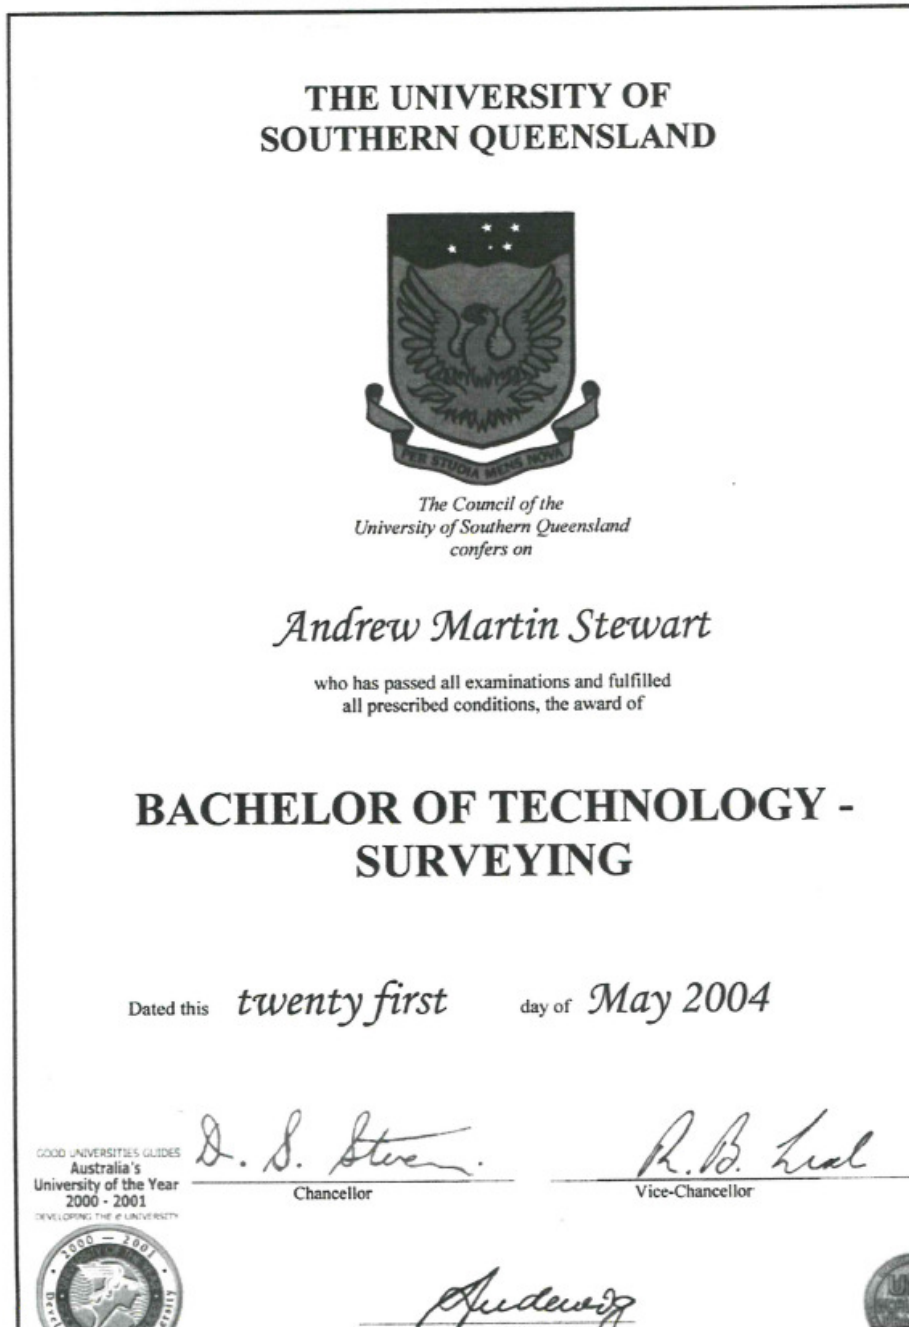 THE UNIVERSITY OF
SOUTHERN QUEENSLAND
PER STUDIA MENS NOVA
The Council of the
University of Southern Queensland
confers on
Andrew Martin Stewart
who has passed all examinations and fulfilled
all prescribed conditions, the award of
BACHELOR OF TECHNOLOGY -
SURVEYING
Dated this twenty first day of May 2004
D. S. R. B.
Chancellor Vice-Chancellor
GOOD UNIVERSITIES GUIDES
Australia's
University of the Year
2000 - 2001
DEVELOPING THE e UNIVERSITY
2000 — 2001